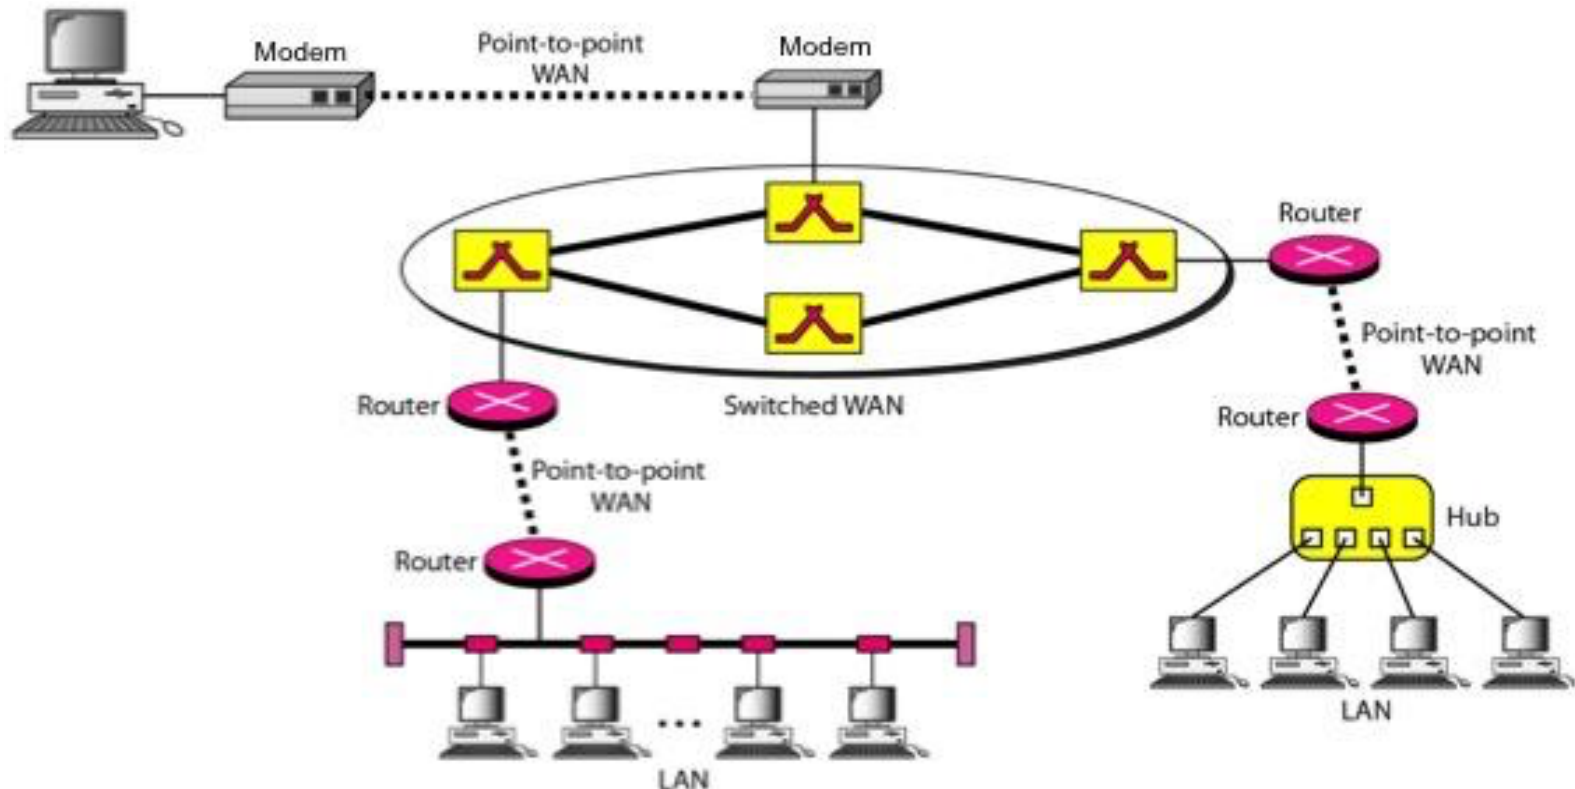 Modem
Point-to-point
WAN
Modem
Router
Point-to-point
WAN
Router
Switched WAN
Router
Point-to-point
WAN
Hub
Router
LAN
LAN